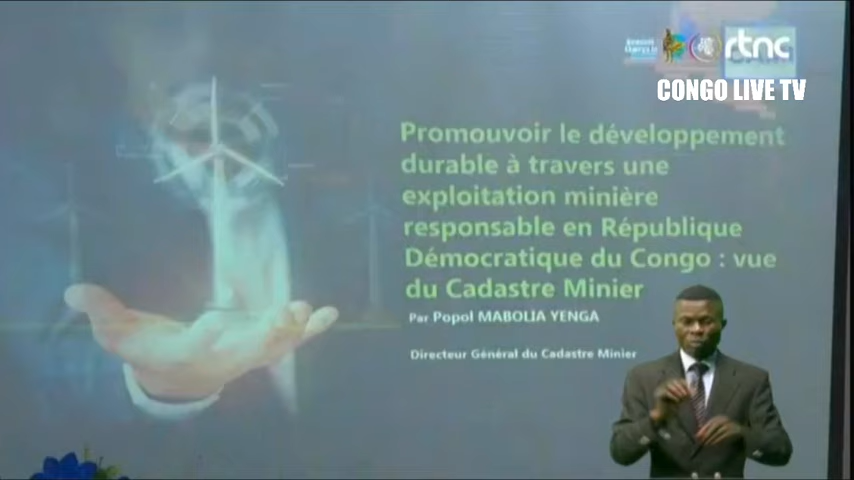 rtnc
CONGO LIVE TV
Promouvoir le développement
durable à travers une
exploitation minière
responsable en République
Démocratique du Congo : vue
du Cadastre Minier
Par Popol MABOLIA YENGA
Directeur Général du Cadastre Minier